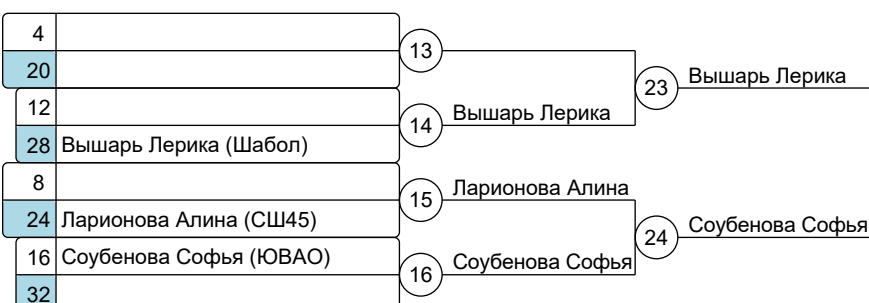 4
20
13
23 Вышарь Лерика
12
14 Вышарь Лерика
28 Вышарь Лерика (Шабол)
8
15 Ларионова Алина
24 Ларионова Алина (СШ45)
24 Соубенова Софья
16 Соубенова Софья (ЮВАО)
16 Соубенова Софья
32